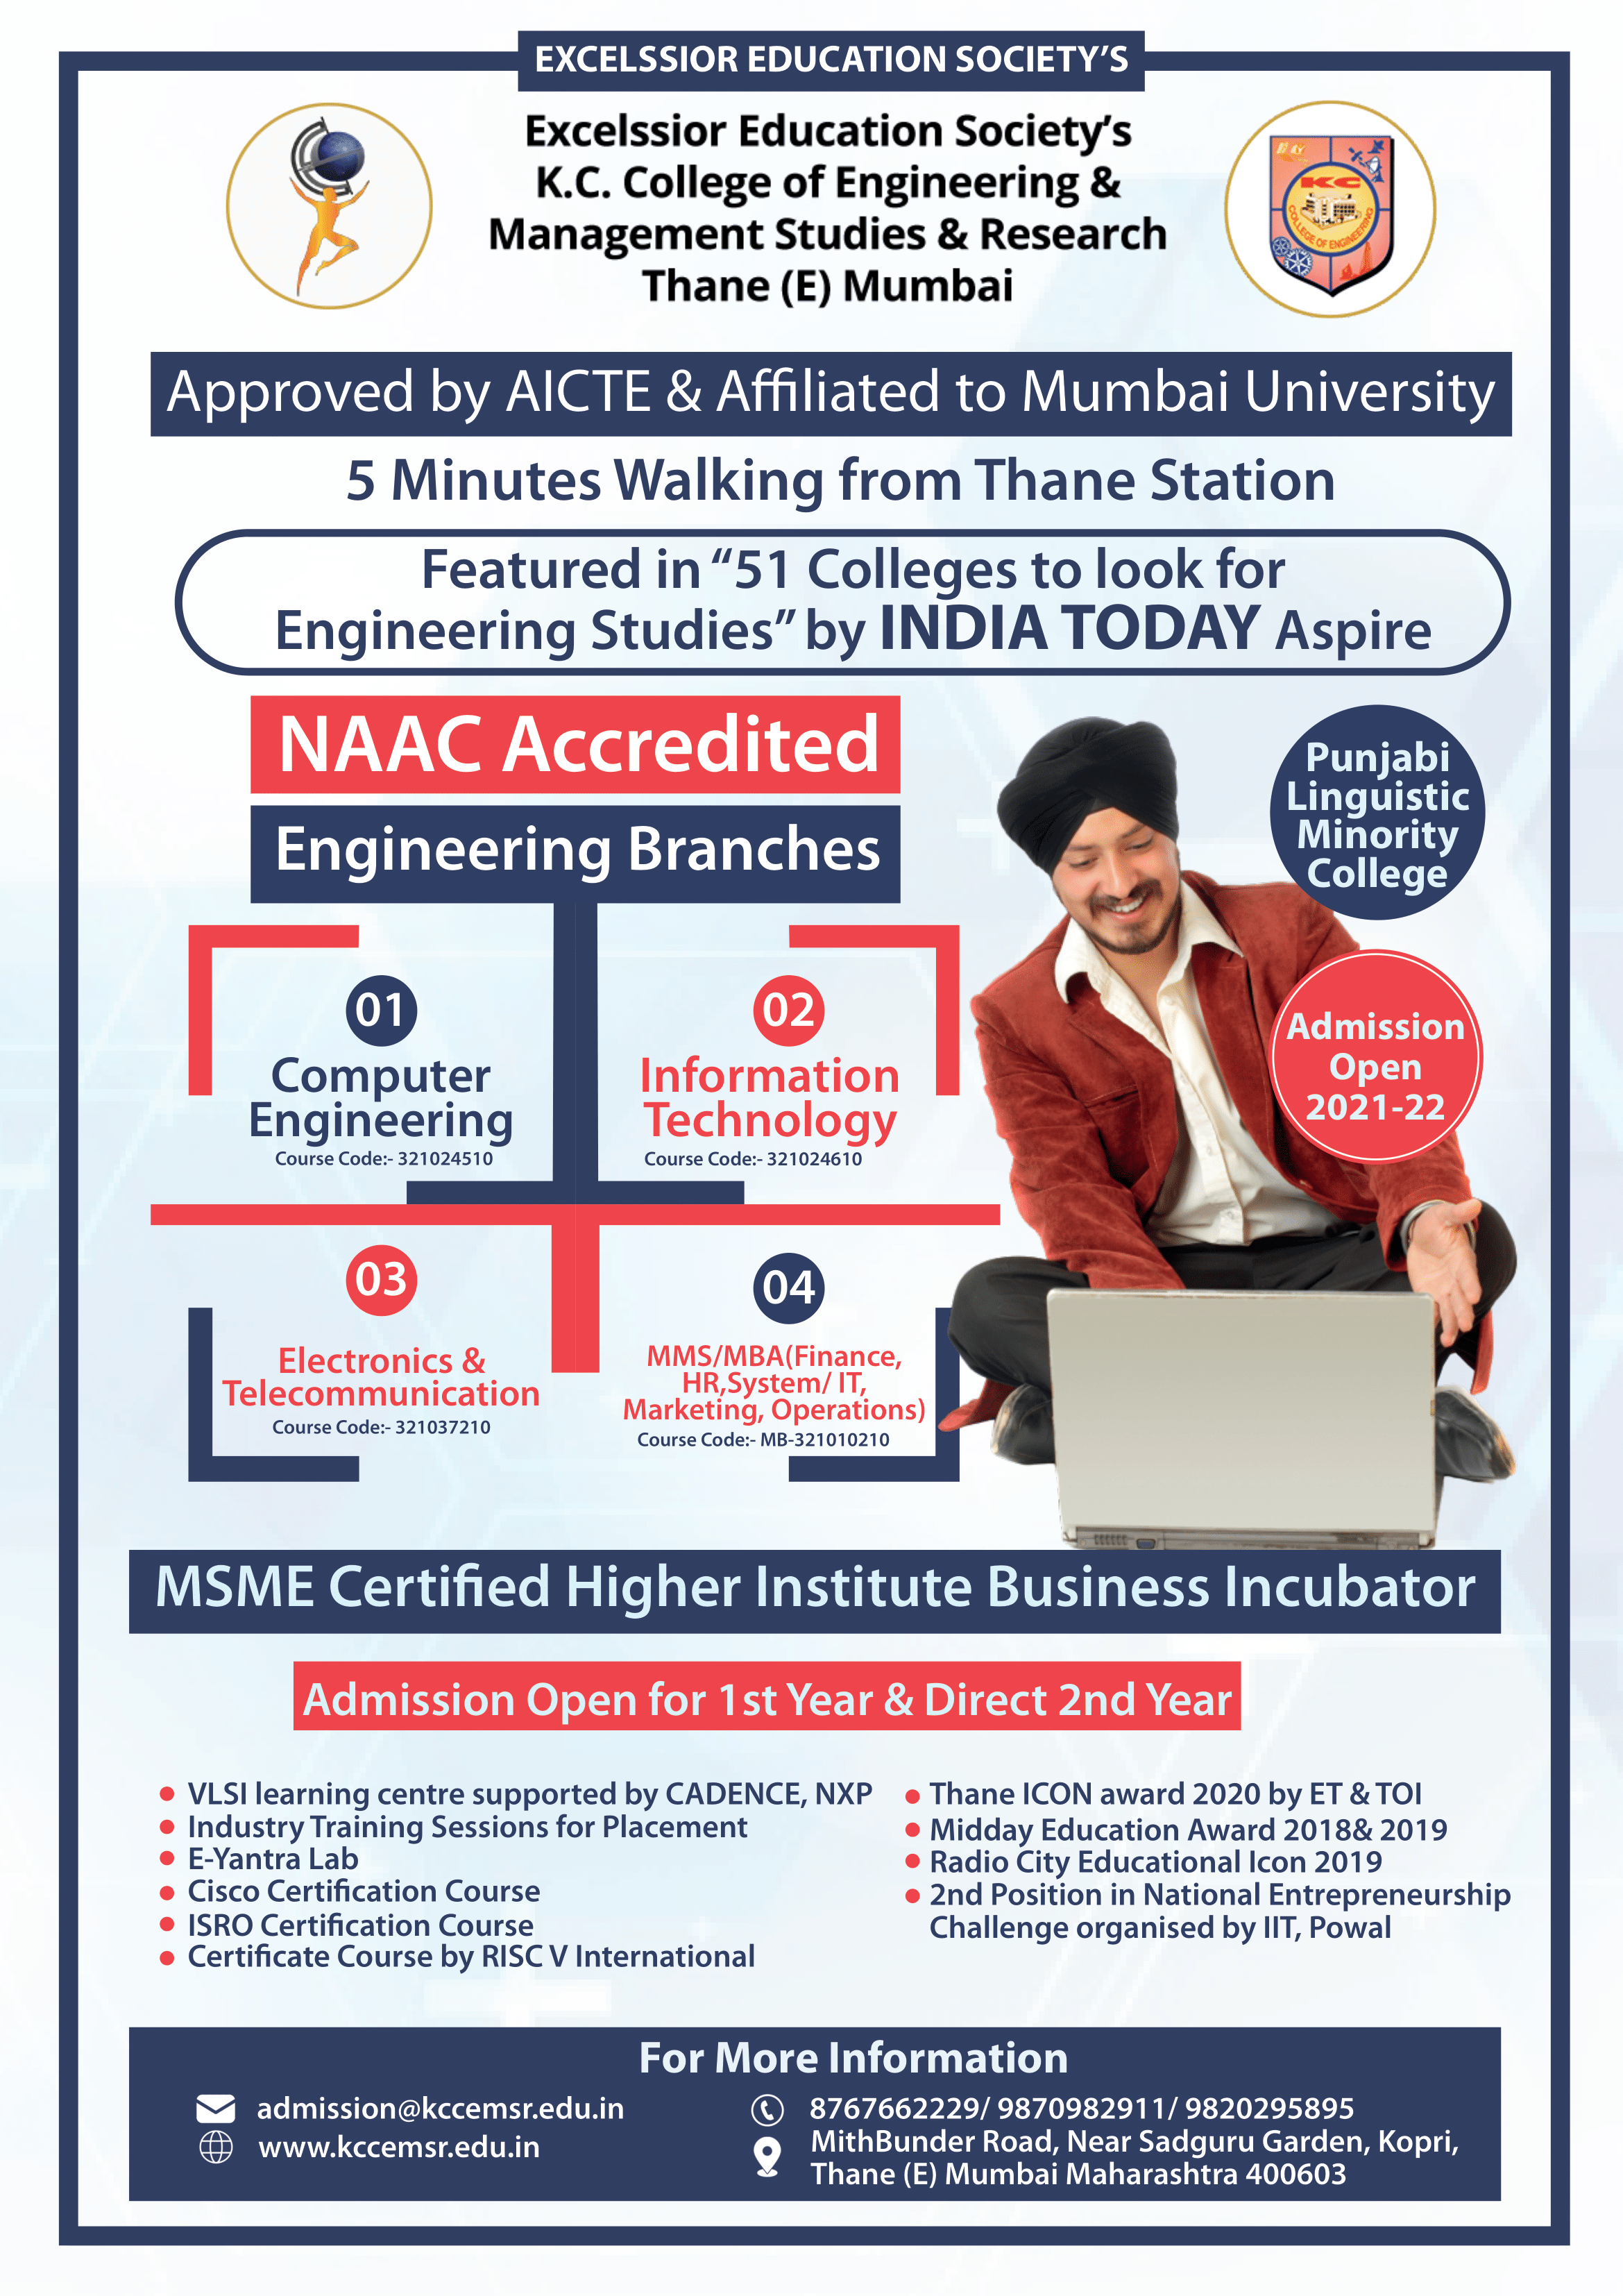 EXCELSSIOR EDUCATION SOCIETY'S
Excelssior Education Society's
K.C. College of Engineering &
Management Studies & Research
Thane (E) Mumbai
KC
COLLEGE OF ENGINEERING
Approved by AICTE & Affiliated to Mumbai University
5 Minutes Walking from Thane Station
Featured in "51 Colleges to look for
Engineering Studies" by INDIA TODAY Aspire
NAAC Accredited
Engineering Branches
Punjabi
Linguistic
Minority
College
Admission
Open
2021-22
01
Computer
Engineering
Course Code:- 321024510
02
Information
Technology
Course Code:- 321024610
03
Electronics &
Telecommunication
Course Code:- 321037210
04
MMS/MBA(Finance,
HR,System/ IT,
Marketing, Operations)
Course Code:- MB-321010210
MSME Certified Higher Institute Business Incubator
Admission Open for 1st Year & Direct 2nd Year
VLSI learning centre supported by CADENCE, NXP
Industry Training Sessions for Placement
E-Yantra Lab
Cisco Certification Course
ISRO Certification Course
Certificate Course by RISC V International
Thane ICON award 2020 by ET & TOI
Midday Education Award 2018& 2019
Radio City Educational Icon 2019
2nd Position in National Entrepreneurship
Challenge organised by IIT, Powal
For More Information
admission@kccemsr.edu.in
www.kccemsr.edu.in
8767662229/ 9870982911/ 9820295895
MithBunder Road, Near Sadguru Garden, Kopri,
Thane (E) Mumbai Maharashtra 400603